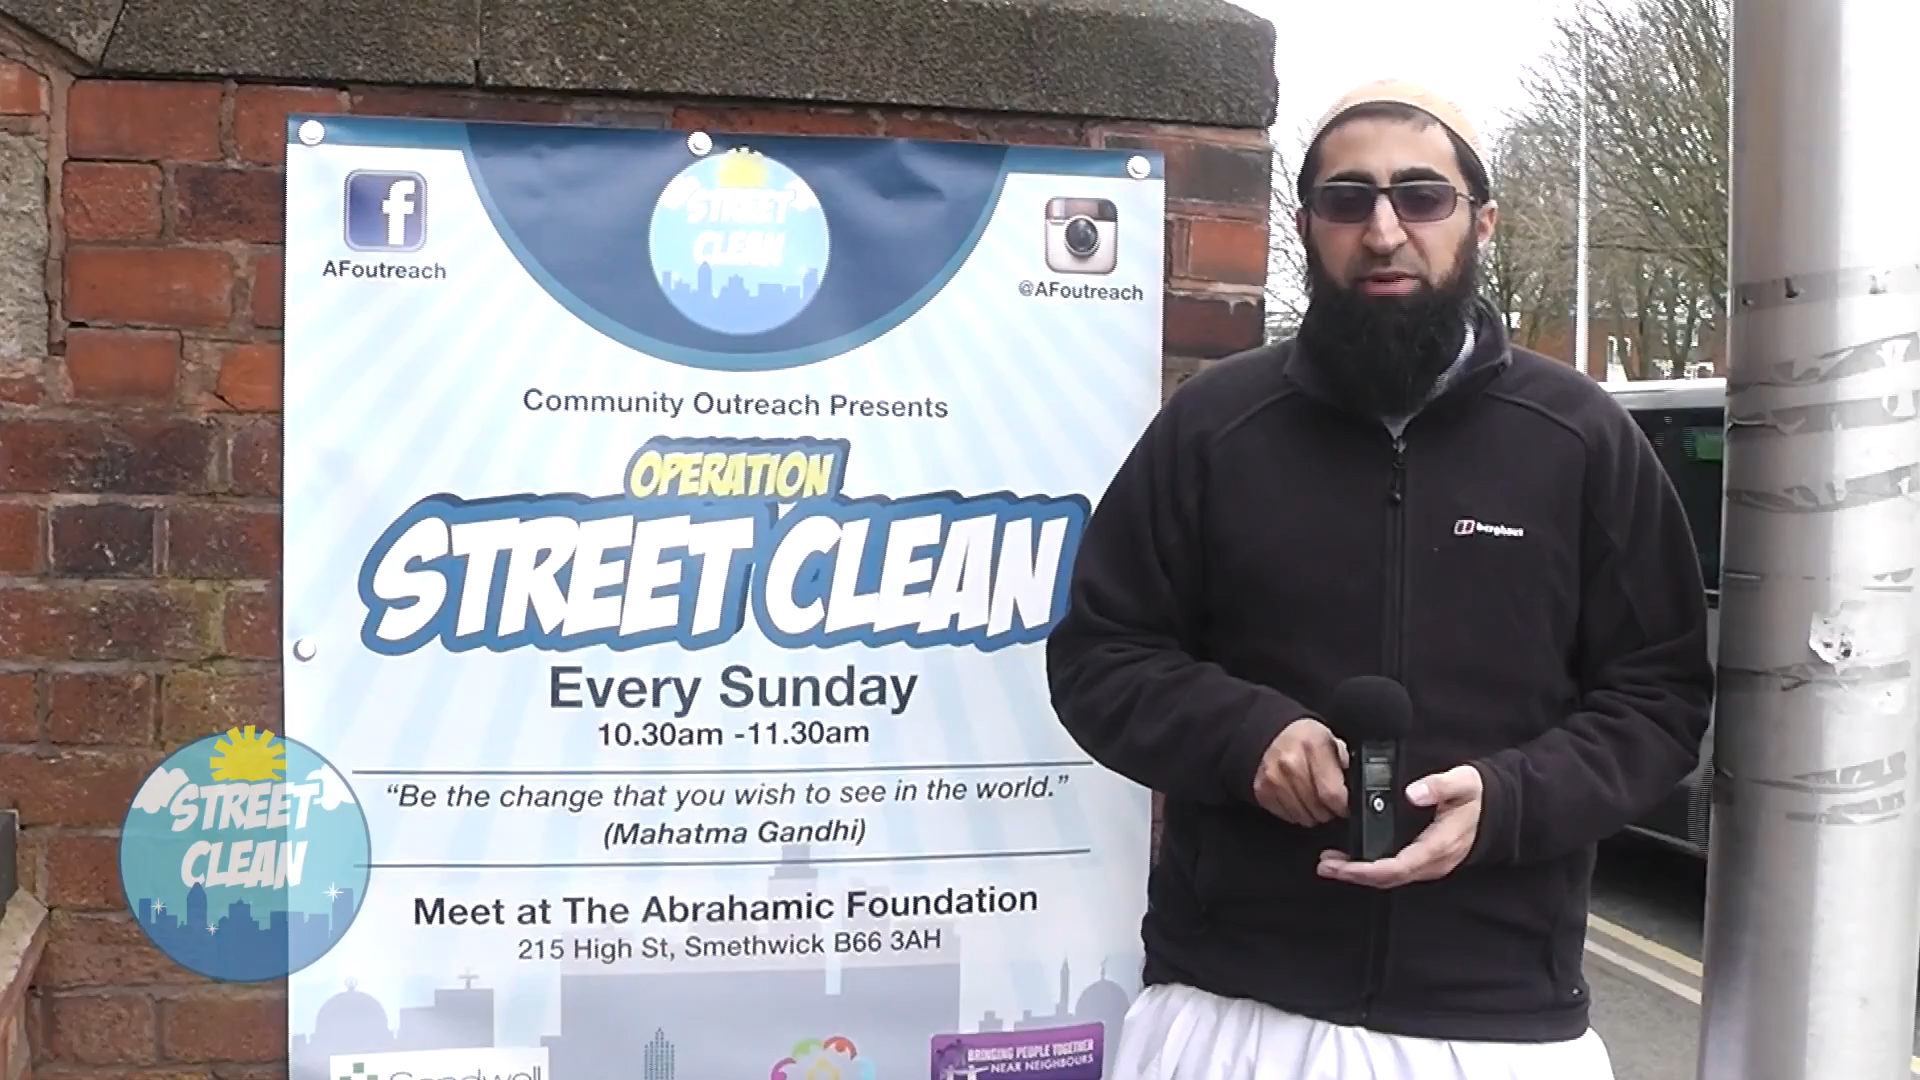 STREET
CLEAN
AFoutreach
@AFoutreach
Community Outreach Presents
OPERATION
STREET CLEAN
Every Sunday
10.30am -11.30am
“Be the change that you wish to see in the world.”
(Mahatma Gandhi)
Meet at The Abrahamic Foundation
215 High St, Smethwick B66 3AH
BRINGING PEOPLE TOGETHER
NEAR NEIGHBOURS
berghaus
STREET
CLEAN